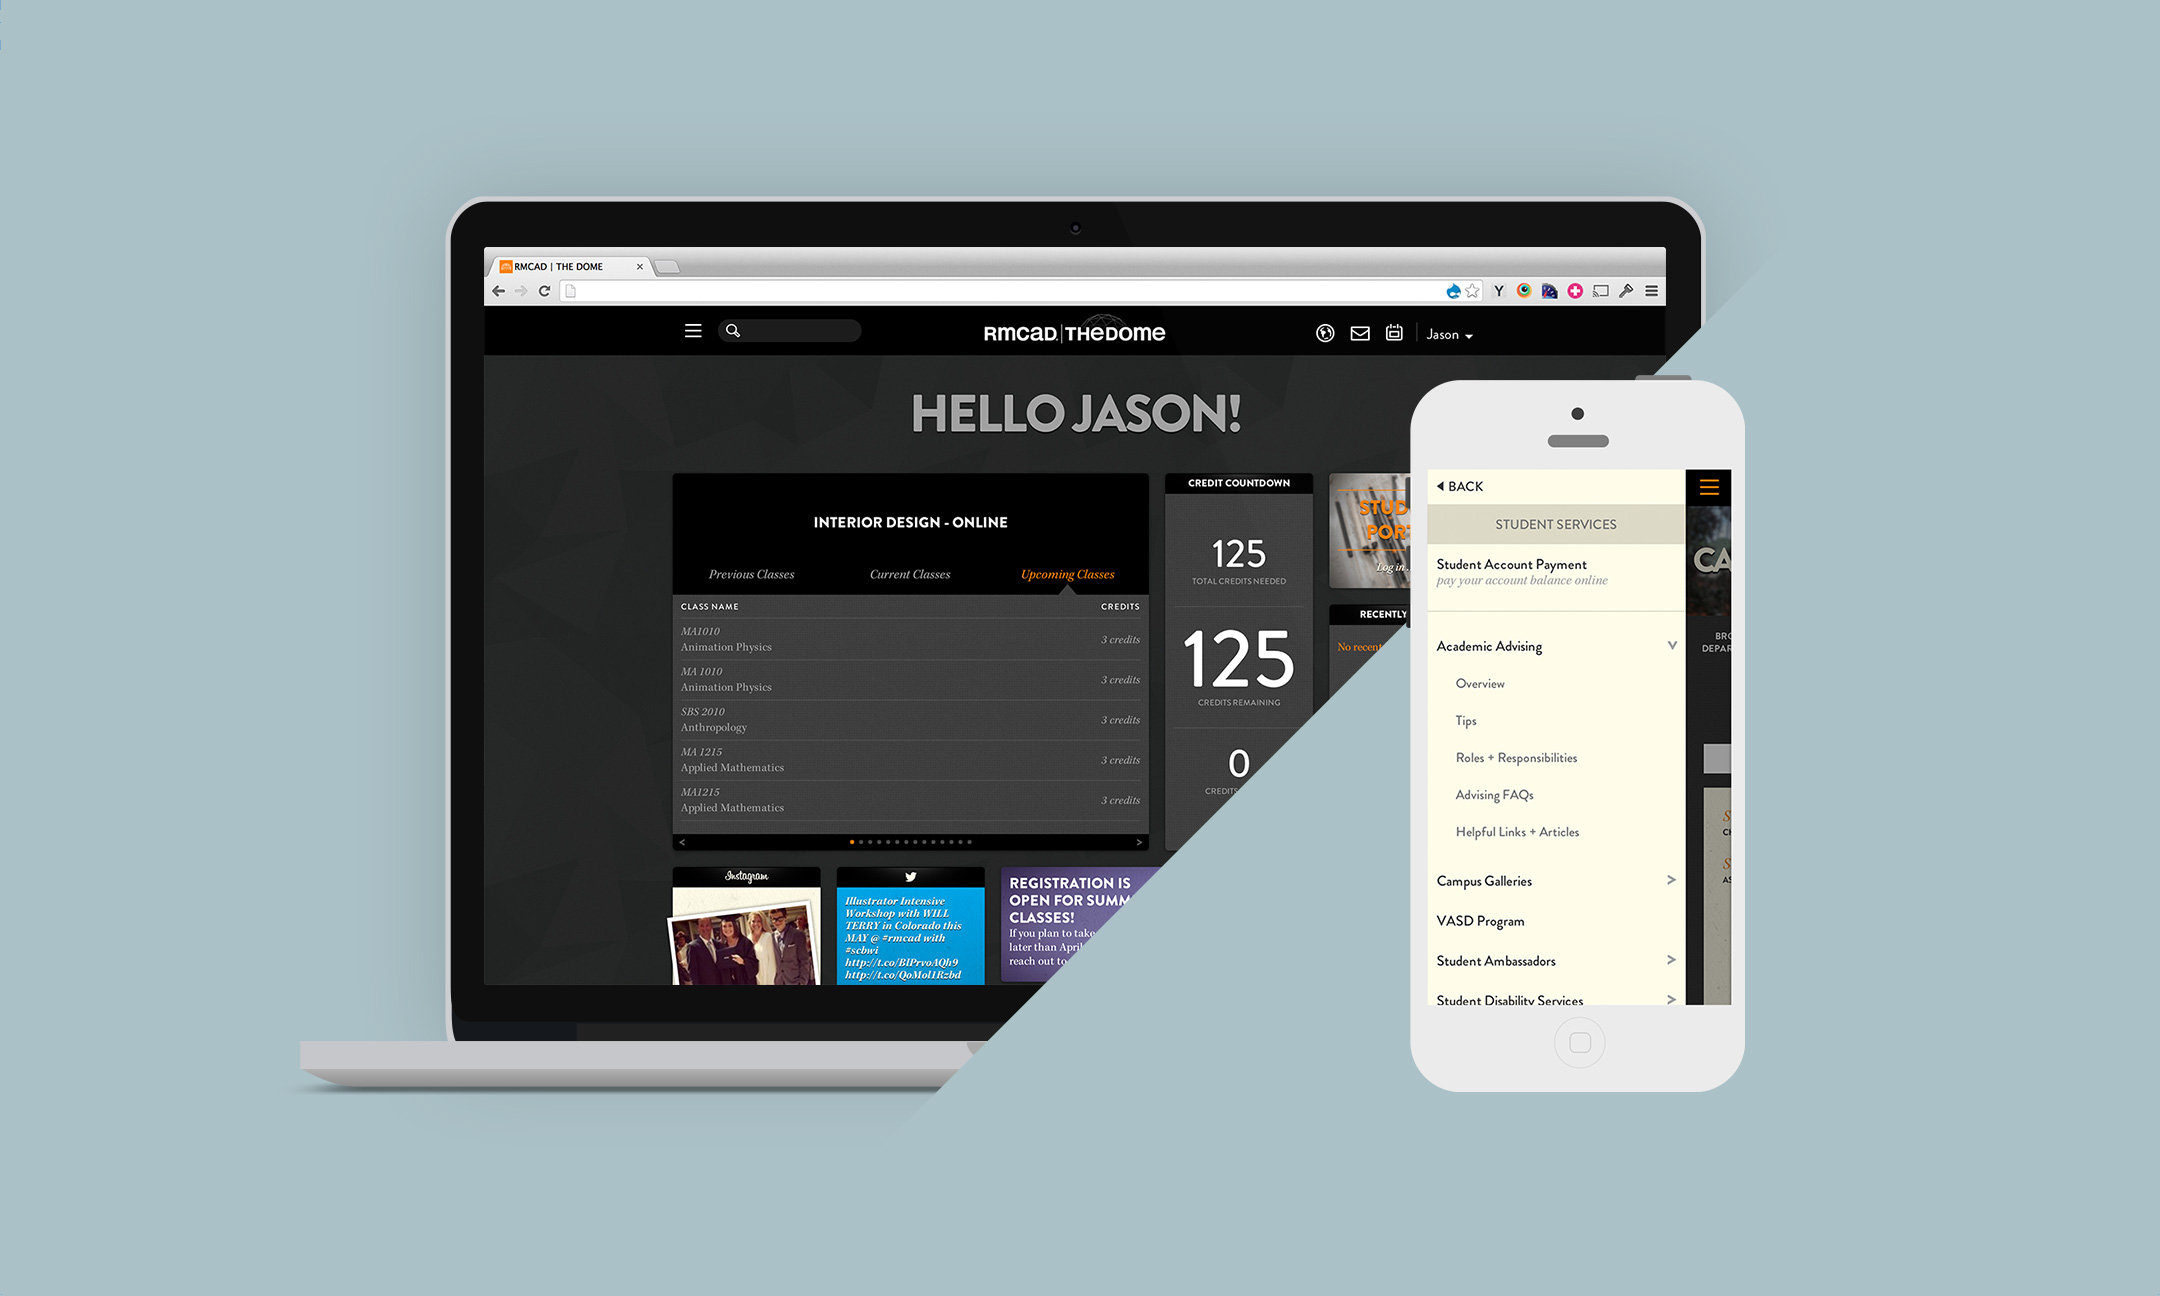 RMCAD | THE DOME
Y
RMCAD | THE DOME
Jason
HELLO JASON!
INTERIOR DESIGN - ONLINE
Previous Classes
Current Classes
Upcoming Classes
CLASS NAME
CREDITS
MA1010
Animation Physics
3 credits
MA 1010
Animation Physics
3 credits
SBS 2010
Anthropology
3 credits
MA 1215
Applied Mathematics
3 credits
MA1215
Applied Mathematics
3 credits
CREDIT COUNTDOWN
125
TOTAL CREDITS NEEDED
125
CREDITS REMAINING
0
CREDITS
STUD
POR
Log in
RECENTLY
No recent
Instagram
Illustrator Intensive
Workshop with WILL
TERRY in Colorado this
MAY @ #rmcad with
#scbwi
http://t.co/BlPrvoAQh9
http://t.co/QoMol1Rzbd
REGISTRATION IS
OPEN FOR SUMM
CLASSES!
If you plan to take
later than April
reach out to
BACK
STUDENT SERVICES
Student Account Payment
pay your account balance online
Academic Advising
Overview
Tips
Roles + Responsibilities
Advising FAQs
Helpful Links + Articles
Campus Galleries
VASD Program
Student Ambassadors
Student Disability Services
CA
BRO
DEPAR